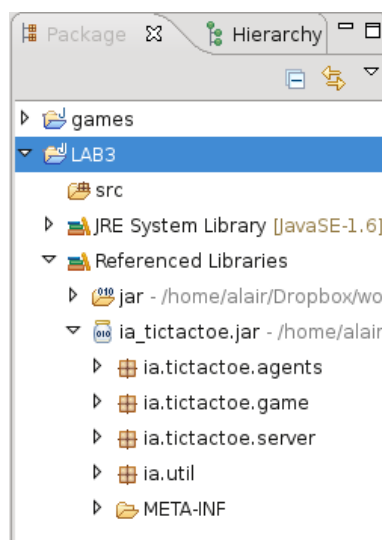 Package Hierarchy
games
LAB3
src
JRE System Library [JavaSE-1.6]
Referenced Libraries
jar - /home/alair/Dropbox/wo
ia_tictactoe.jar - /home/alair
ia.tictactoe.agents
ia.tictactoe.game
ia.tictactoe.server
ia.util
META-INF